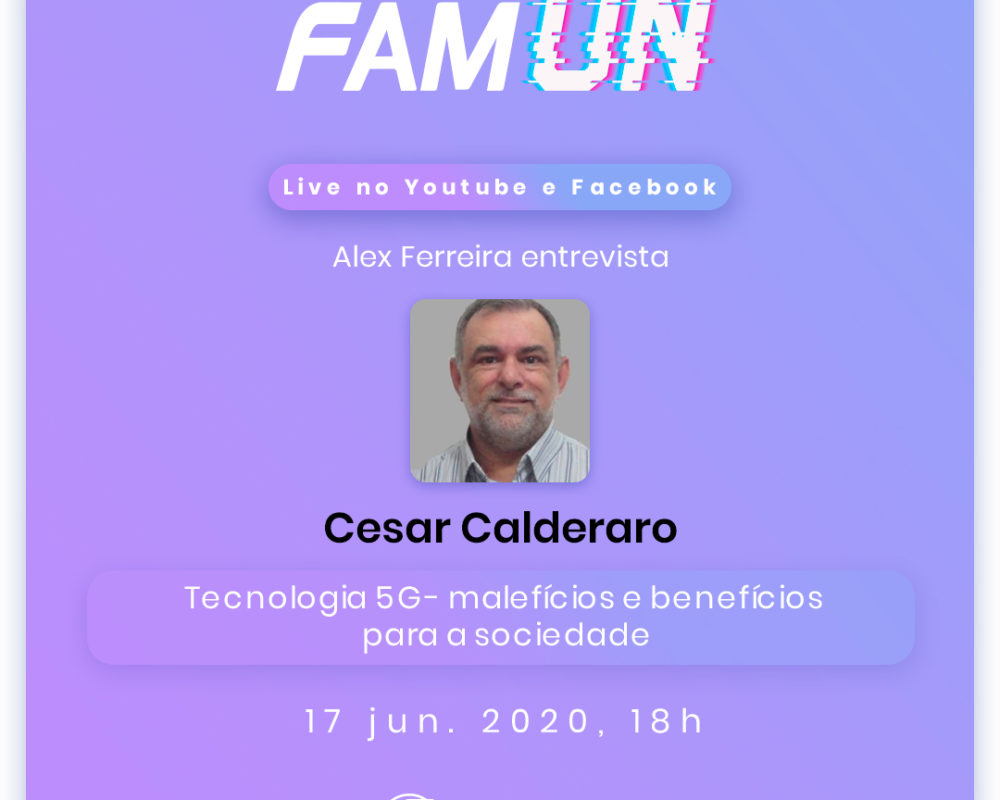 FAMUN
Live no Youtube e Facebook
Alex Ferreira entrevista
Cesar Calderaro
Tecnologia 5G- malefícios e benefícios
para a sociedade
17 jun. 2020, 18h